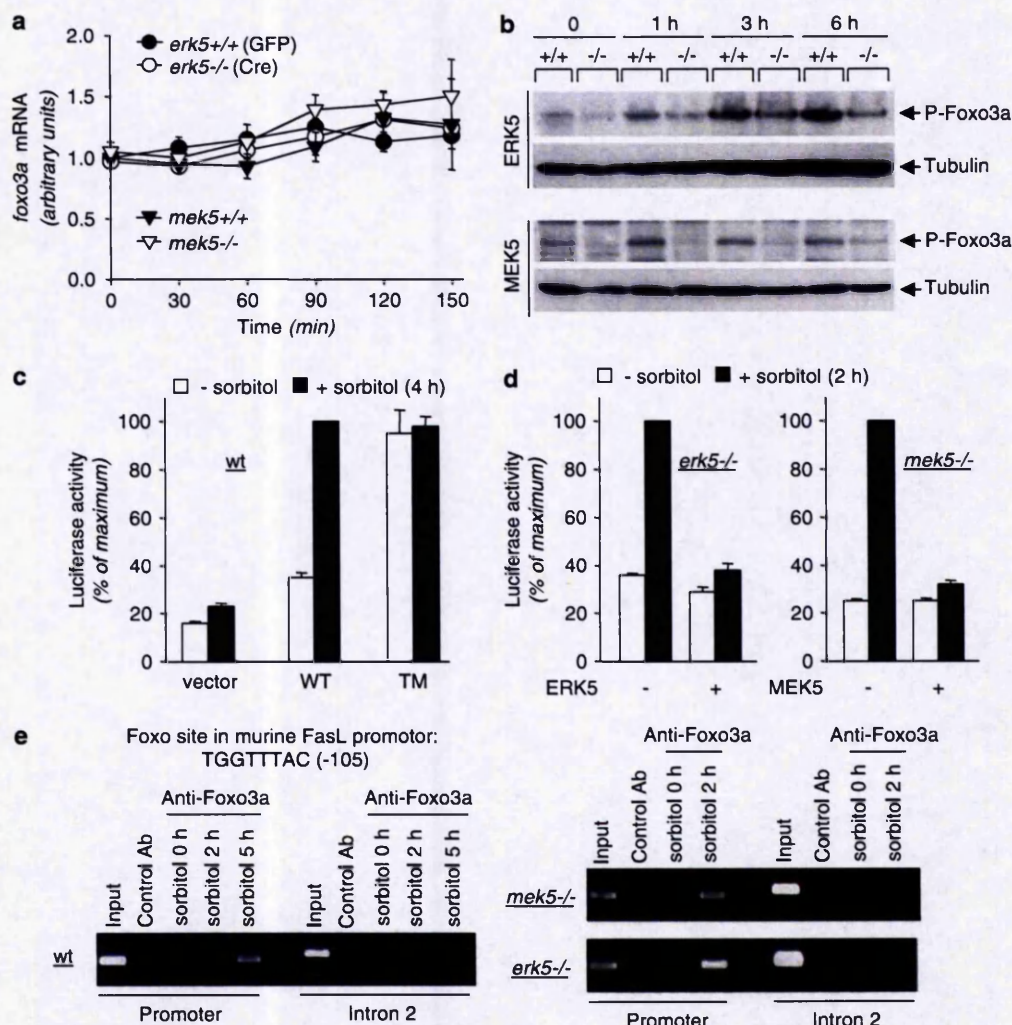 a
2.0
1.5
1.0
0.5
0.0
foxo3a mRNA
(arbitrary units)
erk5+/+ (GFP)
erk5-/- (Cre)
mek5+/+
mek5-/-
0 30 60 90 120 150
Time (min)
b
0 1 h 3 h 6 h
+/+ -/- +/+ -/- +/+ -/- +/+ -/-
ERK5
P-Foxo3a
Tubulin
MEK5
P-Foxo3a
Tubulin
c
- sorbitol + sorbitol (4 h)
Luciferase activity
(% of maximum)
100
80
60
40
20
0
wt
vector WT TM
d
- sorbitol + sorbitol (2 h)
Luciferase activity
(% of maximum)
100
80
60
40
20
0
erk5-/-
ERK5 - +
100
80
60
40
20
0
mek5-/-
MEK5 - +
e
Foxo site in murine FasL promotor:
TGGTTTAC (-105)
Anti-Foxo3a Anti-Foxo3a
Input
Control Ab
sorbitol 0 h
sorbitol 2 h
sorbitol 5 h
Input
Control Ab
sorbitol 0 h
sorbitol 2 h
sorbitol 5 h
wt
Promoter Intron 2
Anti-Foxo3a Anti-Foxo3a
Input
Control Ab
sorbitol 0 h
sorbitol 2 h
Input
Control Ab
sorbitol 0 h
sorbitol 2 h
mek5-/-
erk5-/-
Promoter Intron 2